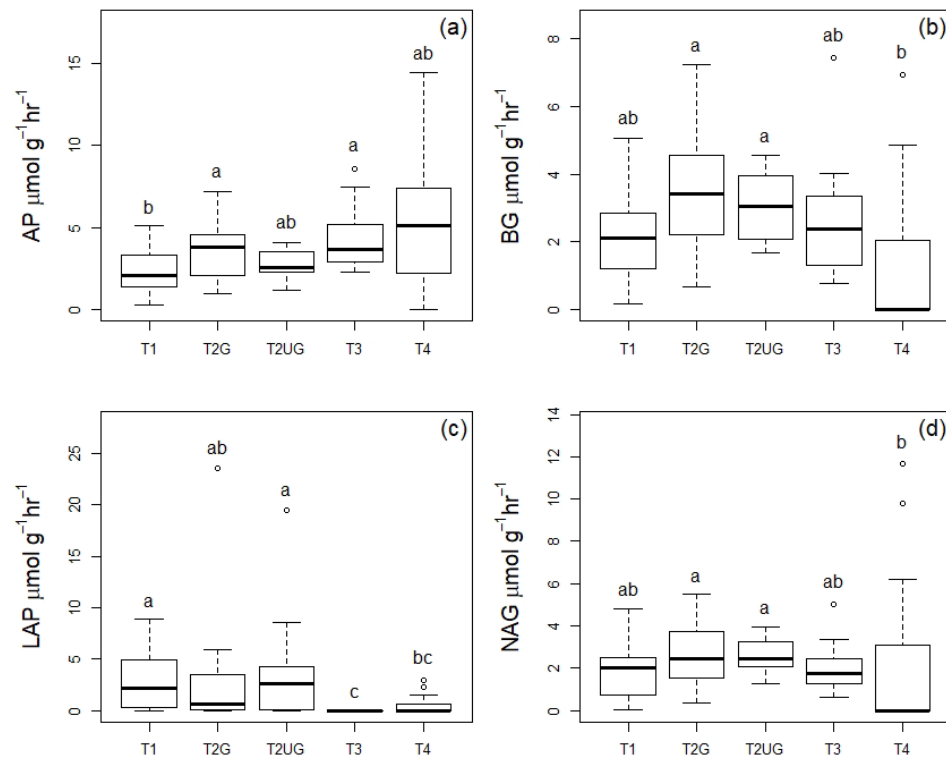 (a)
AP μmol g⁻¹hr⁻¹
0 5 10 15
b a ab a ab
T1 T2G T2UG T3 T4
(b)
BG μmol g⁻¹hr⁻¹
0 2 4 6 8
ab a a ab b
T1 T2G T2UG T3 T4
(c)
LAP μmol g⁻¹hr⁻¹
0 5 10 15 20 25
a ab a c bc
T1 T2G T2UG T3 T4
(d)
NAG μmol g⁻¹hr⁻¹
0 2 4 6 8 10 12 14
ab a a ab b
T1 T2G T2UG T3 T4